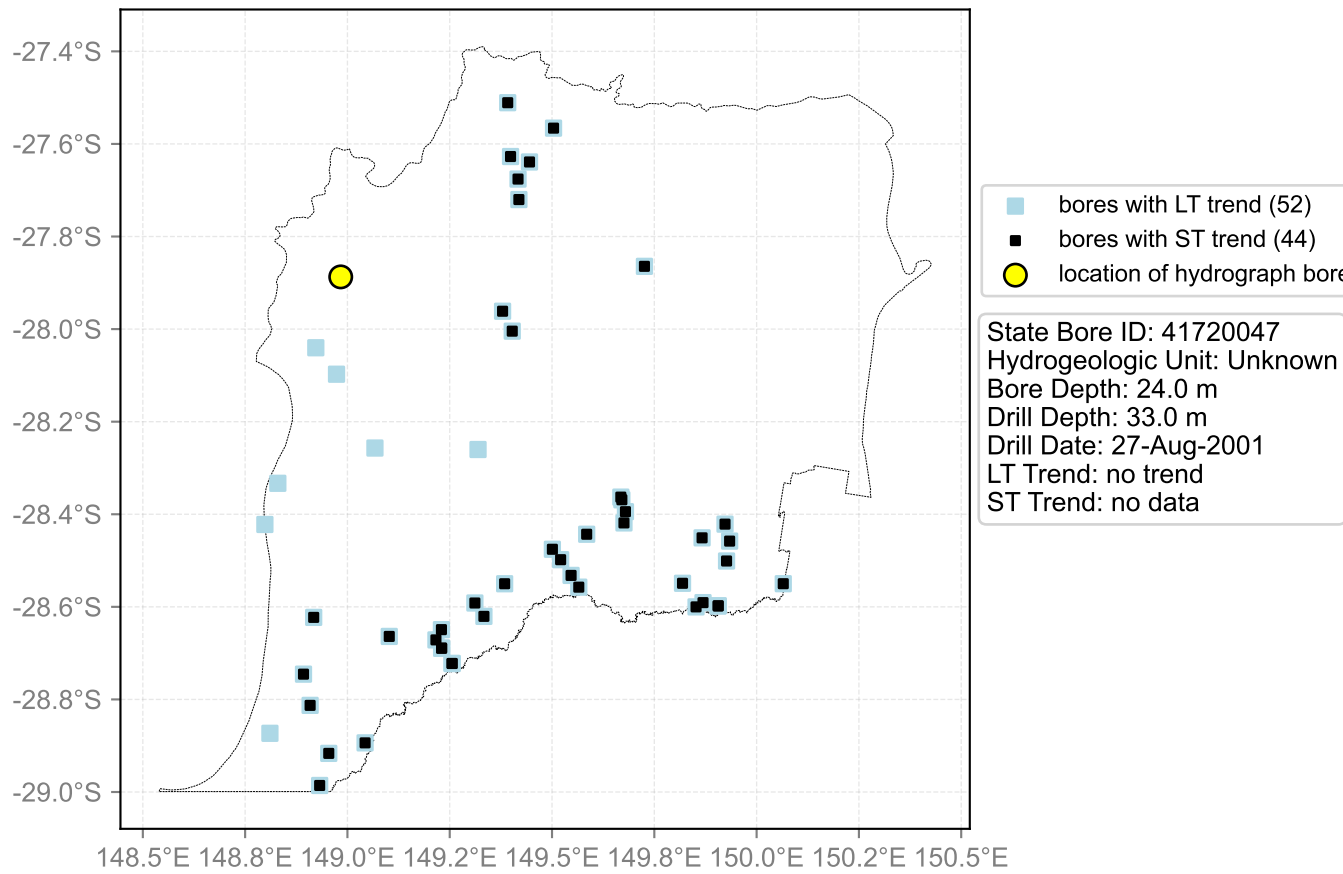 -27.4°S
-27.6°S
-27.8°S
-28.0°S
-28.2°S
-28.4°S
-28.6°S
-28.8°S
-29.0°S
148.5°E 148.8°E 149.0°E 149.2°E 149.5°E 149.8°E 150.0°E 150.2°E 150.5°E
bores with LT trend (52)
bores with ST trend (44)
location of hydrograph bore
State Bore ID: 41720047
Hydrogeologic Unit: Unknown
Bore Depth: 24.0 m
Drill Depth: 33.0 m
Drill Date: 27-Aug-2001
LT Trend: no trend
ST Trend: no data